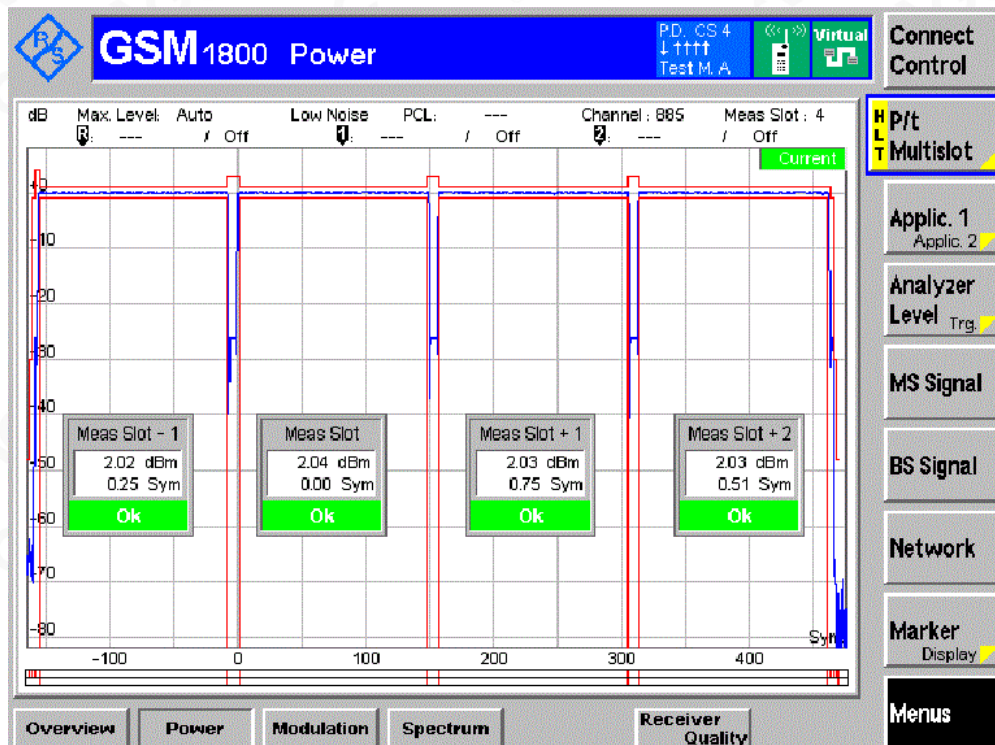 R/S
GSM 1800 Power
P.D. CS 4
Test M. A.
Virtual
Connect
Control
dB Max. Level: Auto Low Noise PCL: --- Channel : 885 Meas Slot : 4
R: --- / Off 1: --- / Off 2: --- / Off
Current
HLT
P/t
Multislot
Applic. 1
Applic. 2
Analyzer
Level Trg.
MS Signal
BS Signal
Network
Marker
Display
Menus
+0
-10
-20
-30
-40
-50
-60
-70
-80
Meas Slot - 1
2.02 dBm
0.25 Sym
Ok
Meas Slot
2.04 dBm
0.00 Sym
Ok
Meas Slot + 1
2.03 dBm
0.75 Sym
Ok
Meas Slot + 2
2.03 dBm
0.51 Sym
Ok
Sym
-100 0 100 200 300 400
Overview Power Modulation Spectrum Receiver
Quality